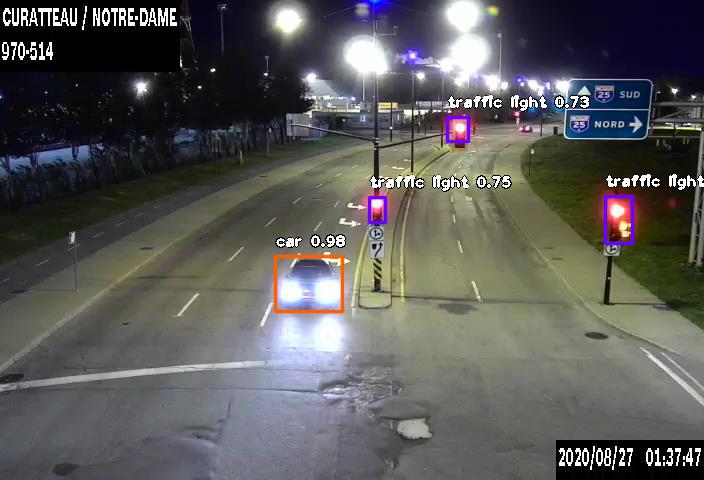 CURATTEAU / NOTRE-DAME
970-514
traffic light 0.73
25 SUD
25 NORD
traffic light 0.75
traffic light
car 0.98
2020/08/27 01:37:47